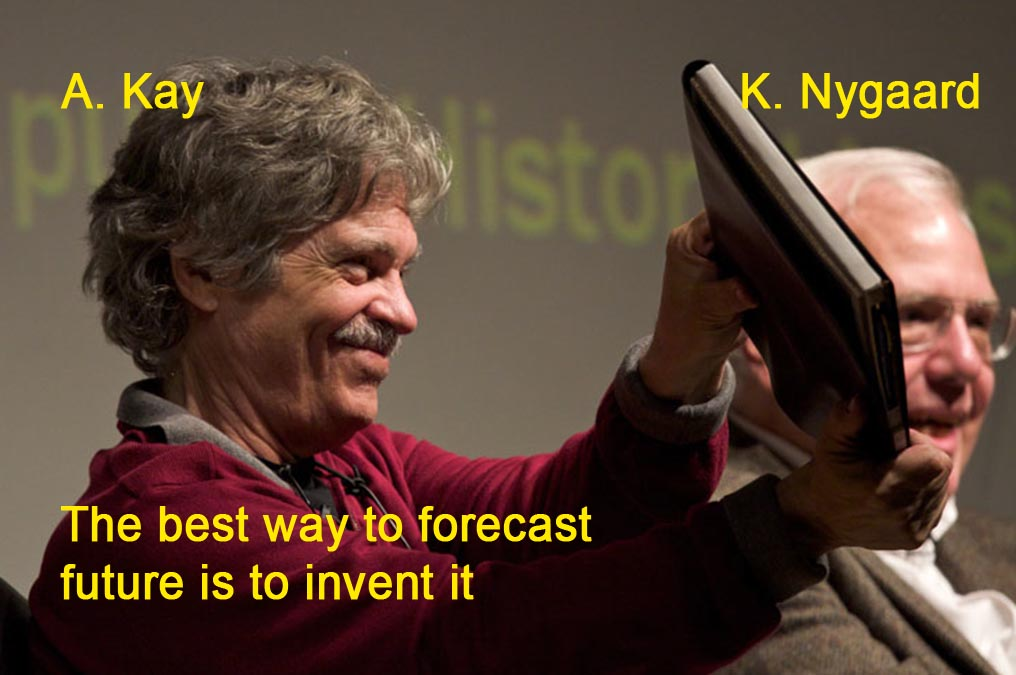 A. Kay
K. Nygaard
The best way to forecast
future is to invent it